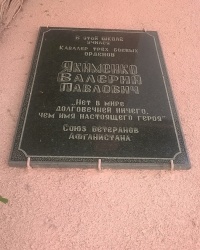 В этой школе
учился
Кавалер трех боевых
орденов
Якименко
Валерий
Павлович
„Нет в мире
долговечней ничего,
чем имя настоящего героя"
Союз ветеранов
Афганистана